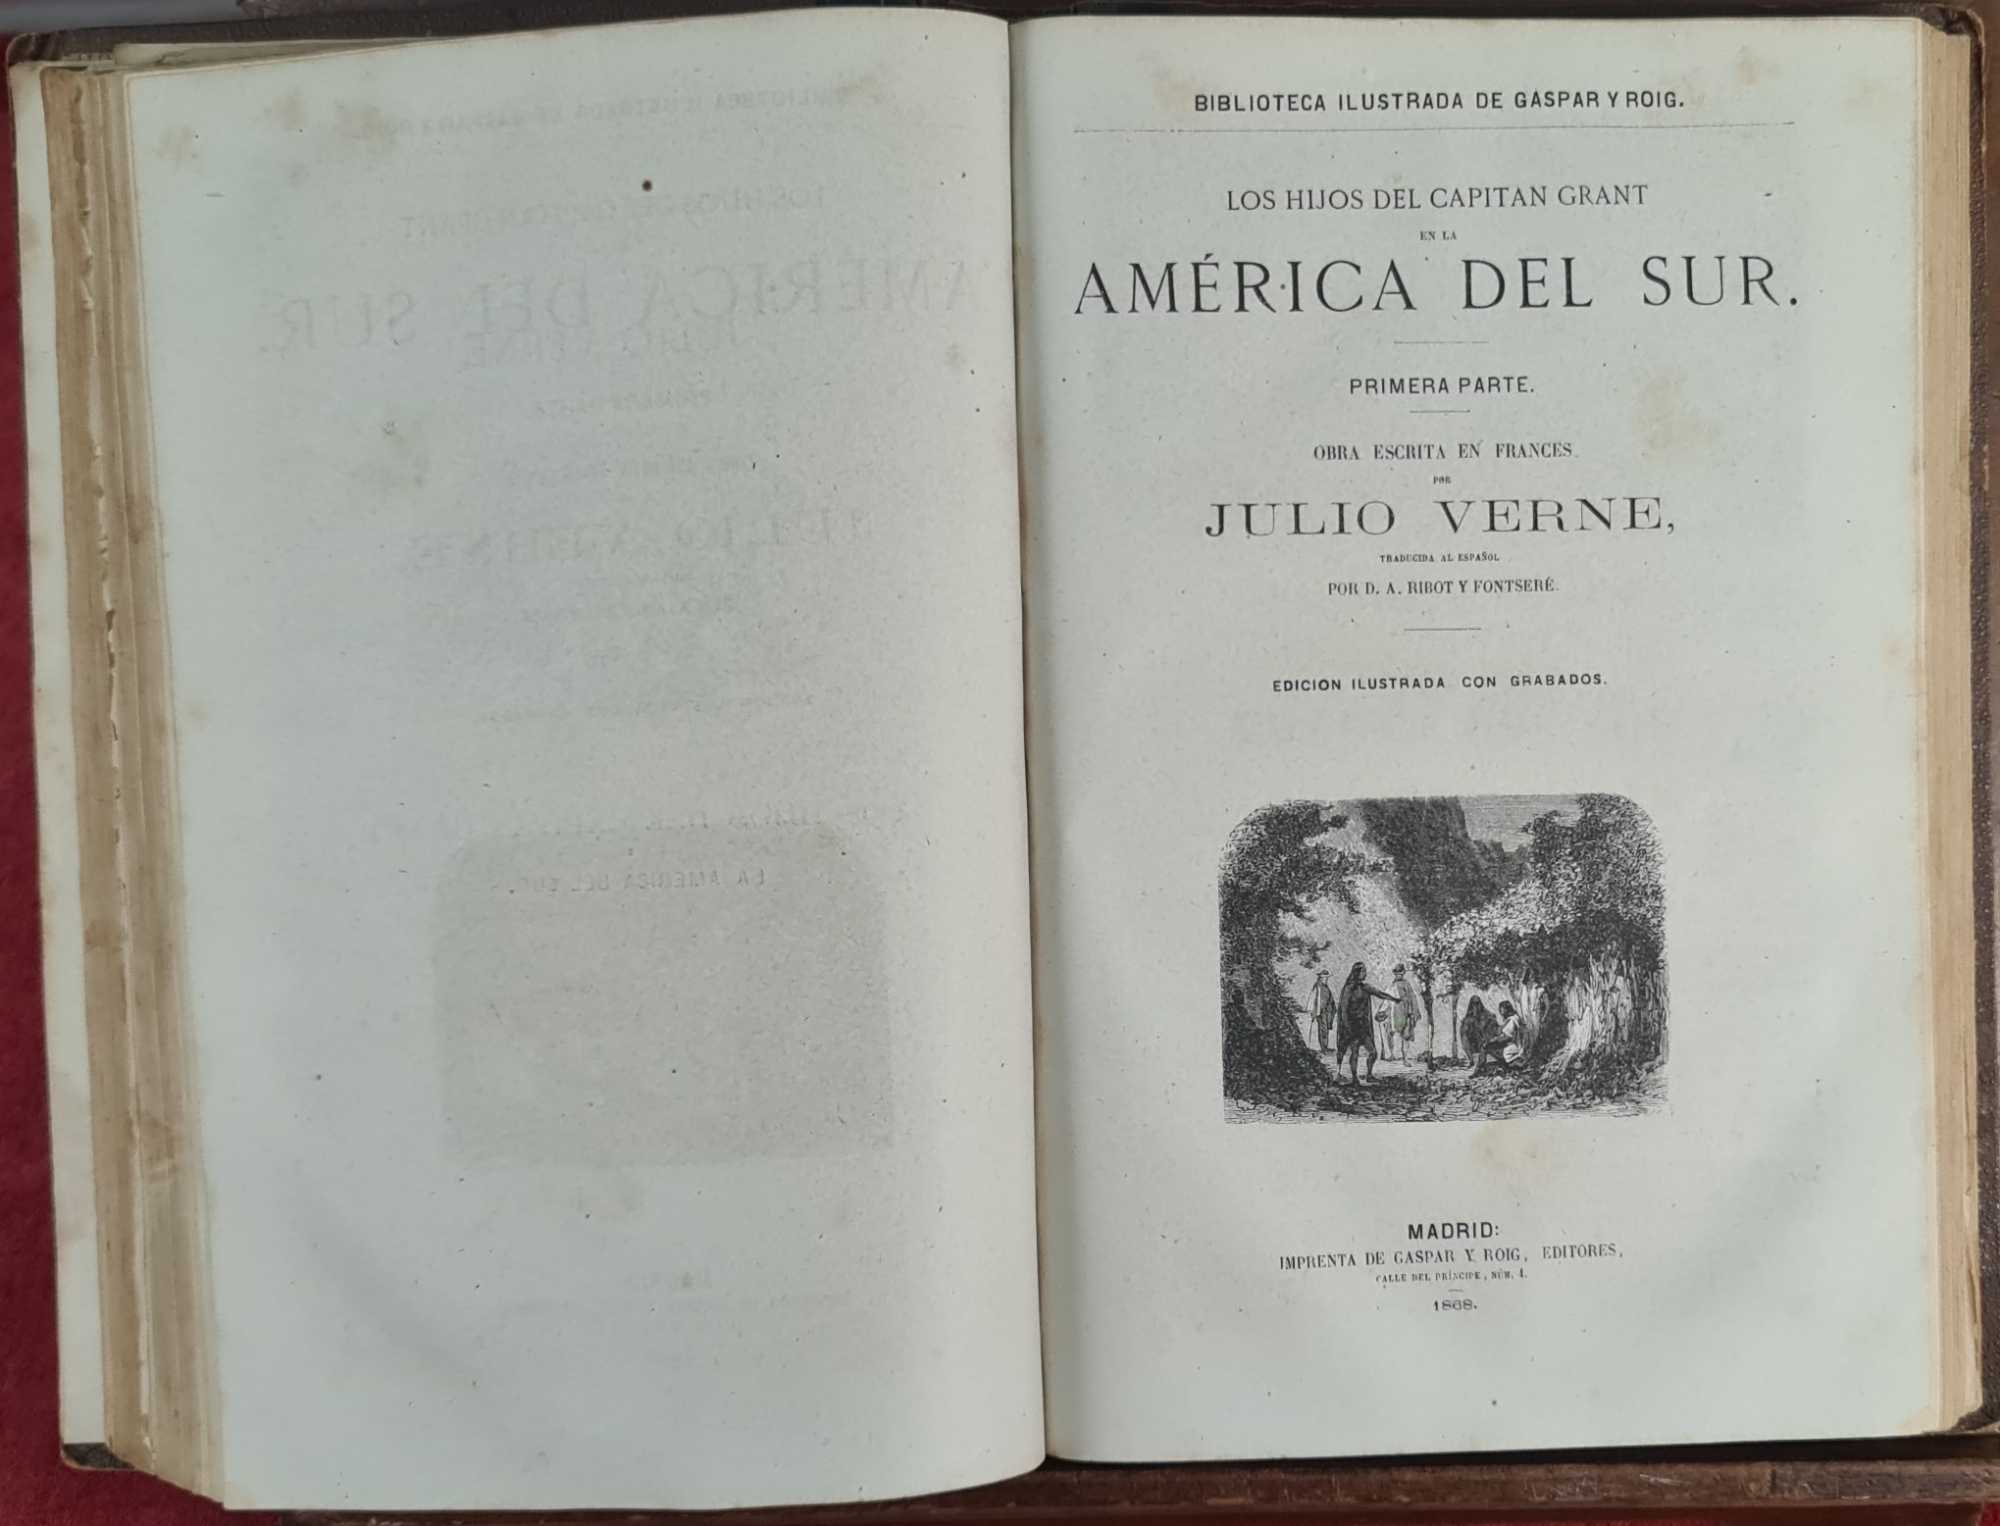 BIBLIOTECA ILUSTRADA DE GASPAR Y ROIG.
LOS HIJOS DEL CAPITAN GRANT
EN LA
AMÉRICA DEL SUR.
PRIMERA PARTE.
OBRA ESCRITA EN FRANCES
POR
JULIO VERNE,
TRADUCIDA AL ESPAÑOL
POR D. A. RIBOT Y FONTSERÉ.
EDICION ILUSTRADA CON GRABADOS.
MADRID:
IMPRENTA DE GASPAR Y ROIG, EDITORES,
CALLE DEL PRÍNCIPE, NÚM. 4.
1868.